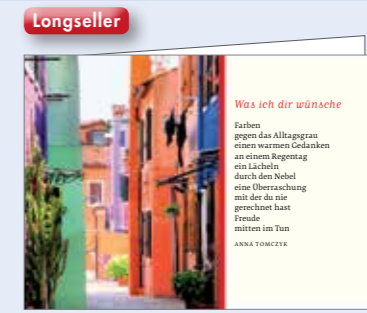 Longseller
Was ich dir wünsche
Farben
gegen das Alltagsgrau
einen warmen Gedanken
an einem Regentag
ein Lächeln
durch den Nebel
eine Überraschung
mit der du nie
gerechnet hast
Freude
mitten im Tun
ANNA TOMCZYK